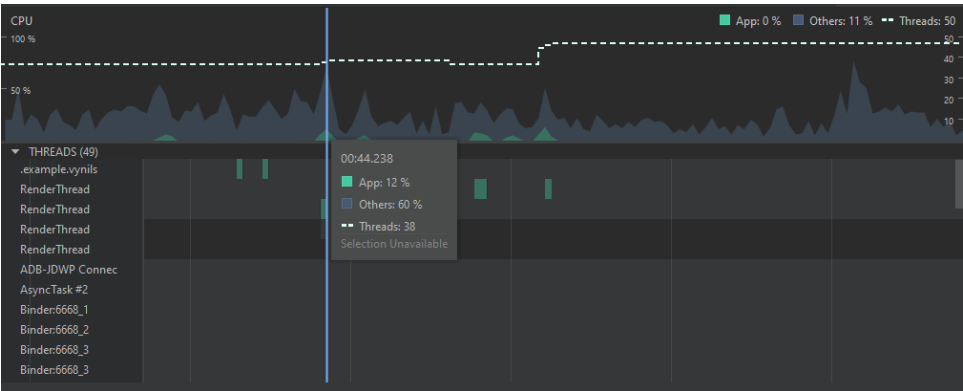 CPU
App: 0 % Others: 11 % Threads: 50
100 %
50
40
50 %
30
20
10
THREADS (49)
.example.vynils
RenderThread
RenderThread
RenderThread
RenderThread
ADB-JDWP Connec
AsyncTask #2
Binder:6668_1
Binder:6668_2
Binder:6668_3
Binder:6668_3
00:44.238
App: 12 %
Others: 60 %
Threads: 38
Selection Unavailable